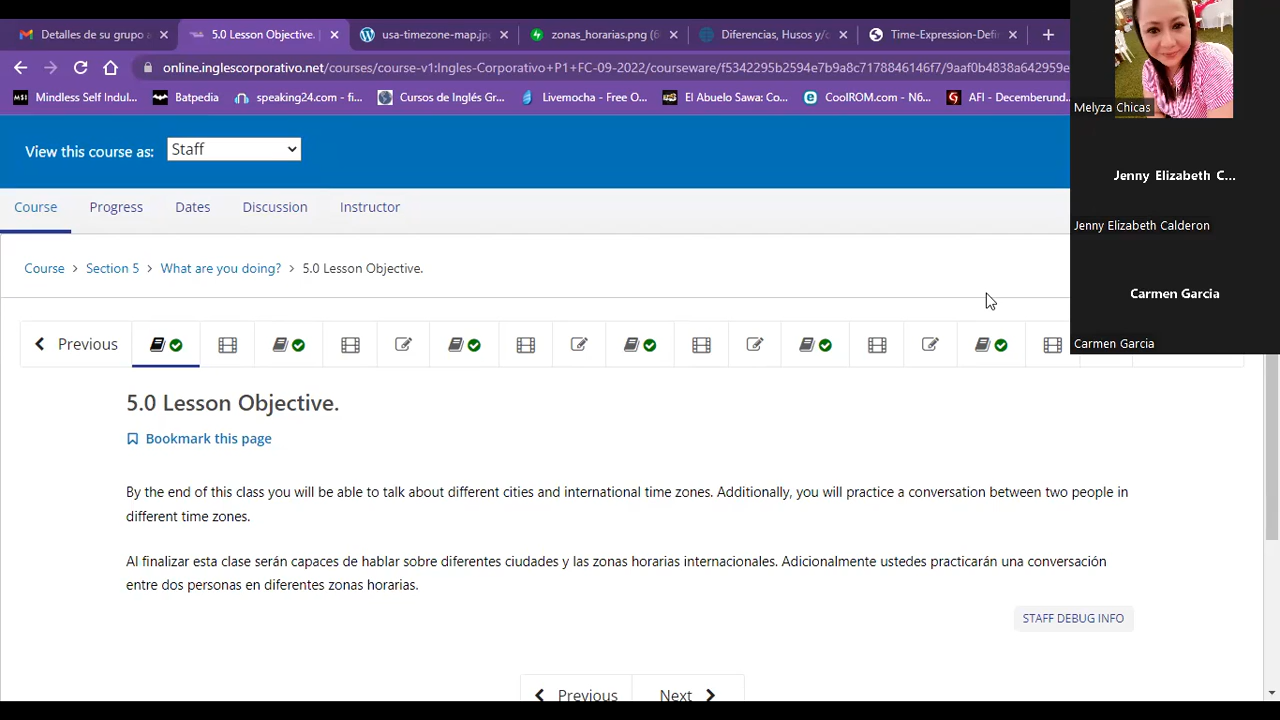 Detalles de su grupo a
5.0 Lesson Objective. |
usa-timezone-map.jp
zonas_horarias.png (6
Diferencias, Husos y/o
Time-Expression-Defi
online.inglescorporativo.net/courses/course-v1:Ingles-Corporativo+P1+FC-09-2022/courseware/f5342295b2594e7b9a8c7178846146f7/9aaf0b4838a642959e
Mindless Self Indul...
Batpedia
speaking24.com - fi...
Cursos de Inglés Gr...
Livemocha - Free O...
El Abuelo Sawa: Co...
CoolROM.com - N6...
AFI - Decemberund...
Melyza Chicas
View this course as:
Staff
Jenny Elizabeth C...
Jenny Elizabeth Calderon
Course
Progress
Dates
Discussion
Instructor
Course > Section 5 > What are you doing? > 5.0 Lesson Objective.
Carmen Garcia
Carmen Garcia
Previous
5.0 Lesson Objective.
Bookmark this page
By the end of this class you will be able to talk about different cities and international time zones. Additionally, you will practice a conversation between two people in
different time zones.
Al finalizar esta clase serán capaces de hablar sobre diferentes ciudades y las zonas horarias internacionales. Adicionalmente ustedes practicarán una conversación
entre dos personas en diferentes zonas horarias.
STAFF DEBUG INFO
Previous
Next